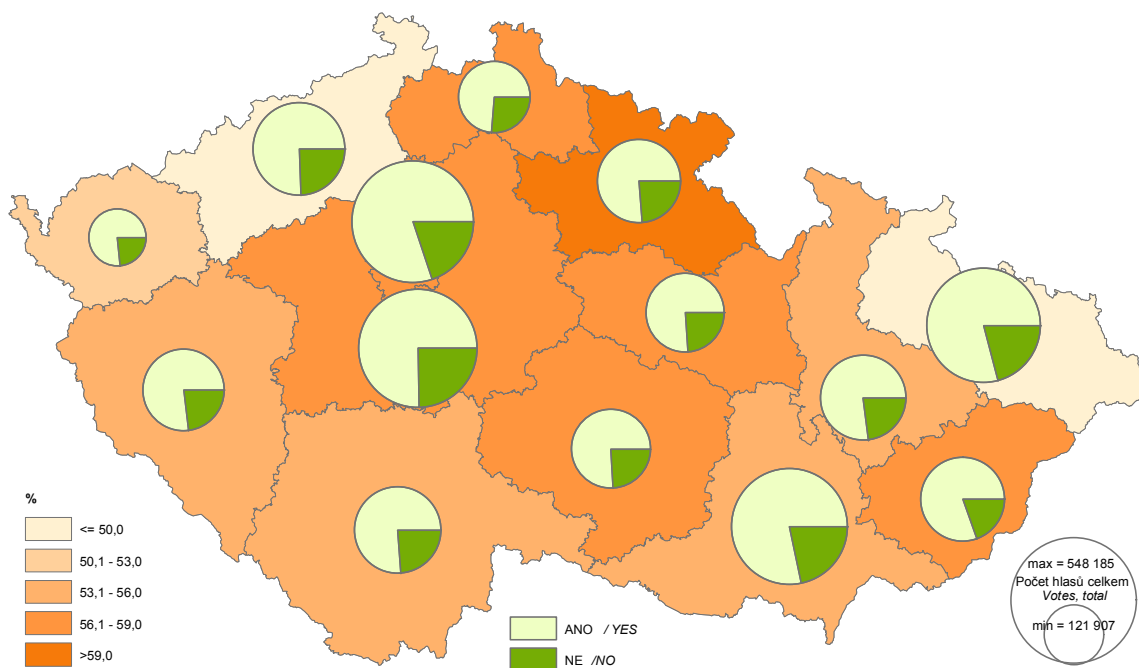 %
<= 50,0
50,1 - 53,0
53,1 - 56,0
56,1 - 59,0
>59,0
ANO / YES
NE /NO
max = 548 185
Počet hlasů celkem
Votes, total
min = 121 907